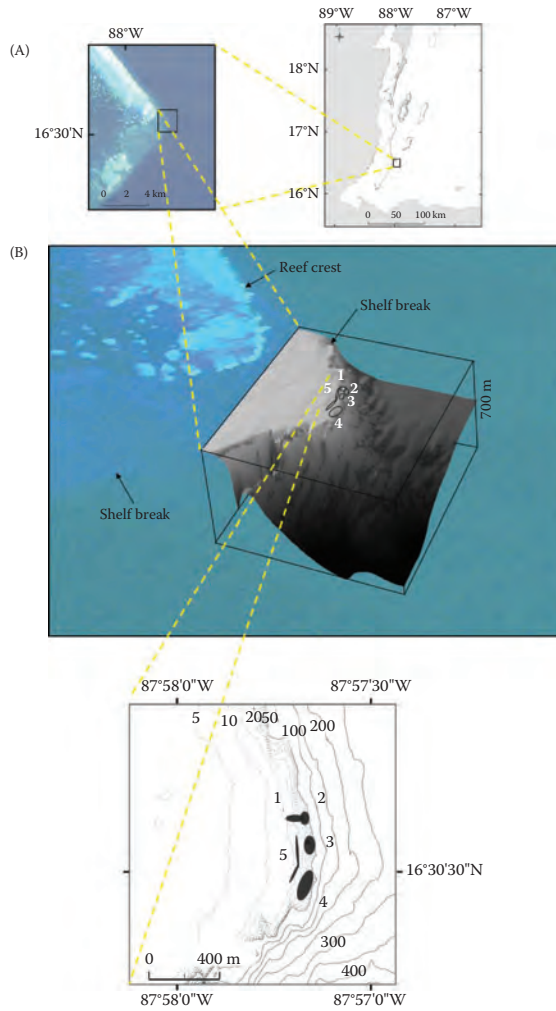 (A)
88°W
16°30'N
0 2 4 km
89°W 88°W 87°W
18°N
17°N
16°N
0 50 100 km
(B)
Reef crest
Shelf break
1
5 2
3
4
700 m
Shelf break
87°58'0"W 87°57'30"W
5 10 20 50 100 200
1 2
3
5
4
16°30'30"N
300
400
0 400 m
87°58'0"W 87°57'0"W